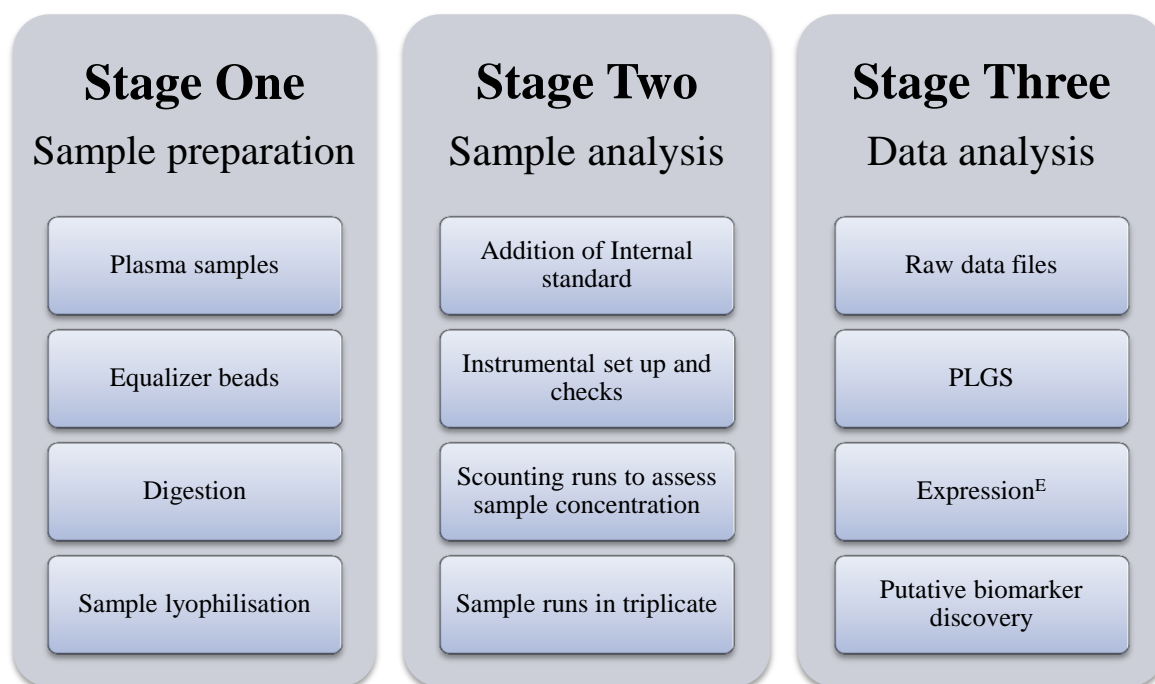 Stage One
Sample preparation
Plasma samples
Equalizer beads
Digestion
Sample lyophilisation
Stage Two
Sample analysis
Addition of Internal
standard
Instrumental set up and
checks
Scounting runs to assess
sample concentration
Sample runs in triplicate
Stage Three
Data analysis
Raw data files
PLGS
Expressionᴱ
Putative biomarker
discovery